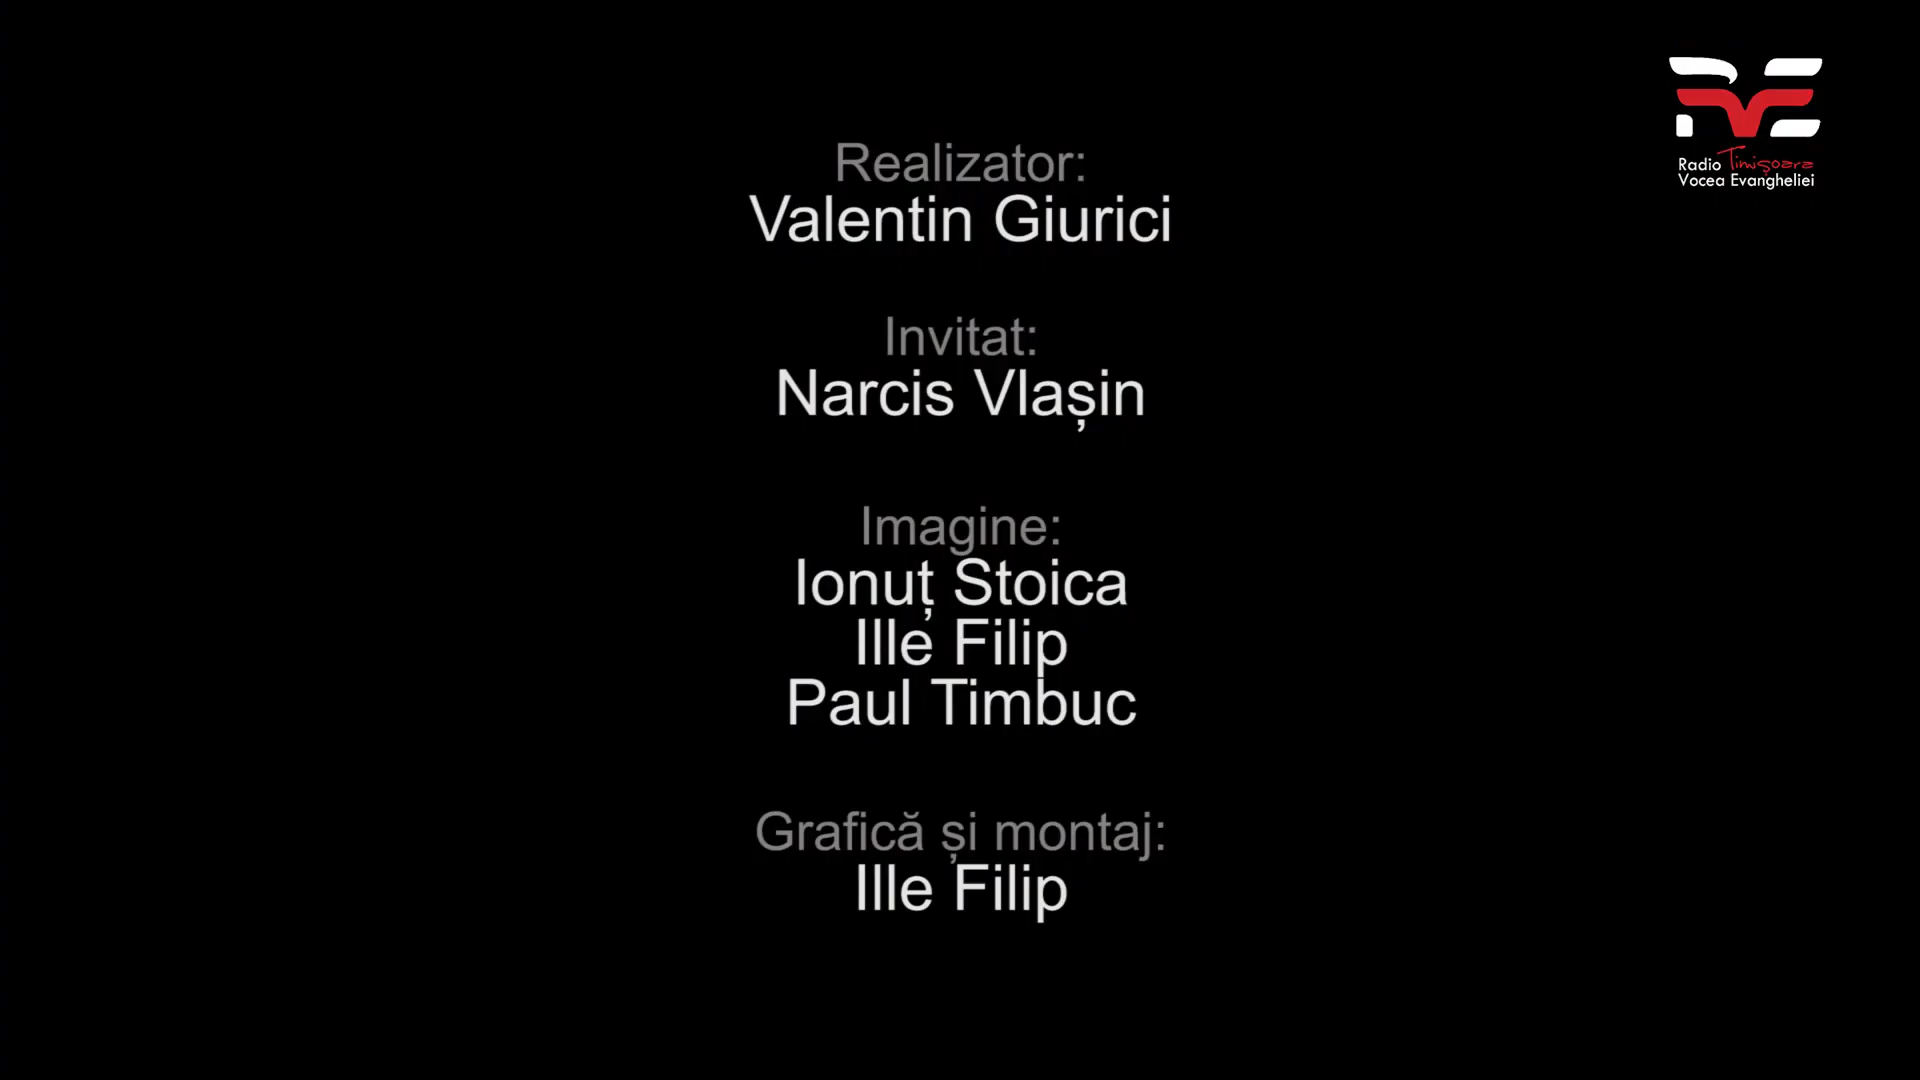 Realizator:
Valentin Giurici
Invitat:
Narcis Vlașin
Imagine:
Ionuț Stoica
Ille Filip
Paul Timbuc
Grafică și montaj:
Ille Filip
RVE
Radio Timișoara
Vocea Evangheliei